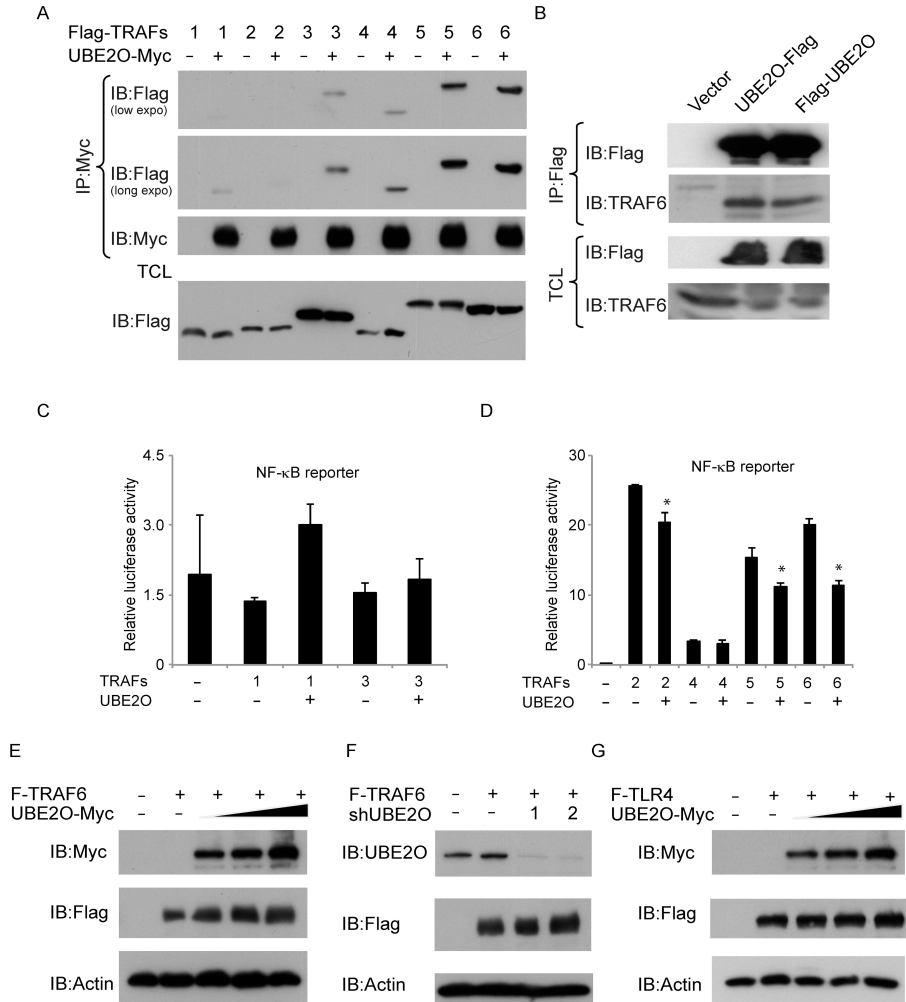 A
Flag-TRAFs 1 1 2 2 3 3 4 4 5 5 6 6
UBE2O-Myc – + – + – + – + – + – +
IP:Myc
IB:Flag
(low expo)
IB:Flag
(long expo)
IB:Myc
TCL
IB:Flag
B
Vector
UBE2O-Flag
Flag-UBE2O
IP:Flag
IB:Flag
IB:TRAF6
TCL
IB:Flag
IB:TRAF6
C
NF-κB reporter
Relative luciferase activity
4.5
3.0
1.5
0
TRAFs – 1 1 3 3
UBE2O – – + – +
D
NF-κB reporter
Relative luciferase activity
30
20
10
0
* * *
TRAFs – 2 2 4 4 5 5 6 6
UBE2O – – + – + – + – +
E
F-TRAF6 – + + + +
UBE2O-Myc – –
IB:Myc
IB:Flag
IB:Actin
F
F-TRAF6 – + + +
shUBE2O – – 1 2
IB:UBE2O
IB:Flag
IB:Actin
G
F-TLR4 – + + + +
UBE2O-Myc – –
IB:Myc
IB:Flag
IB:Actin